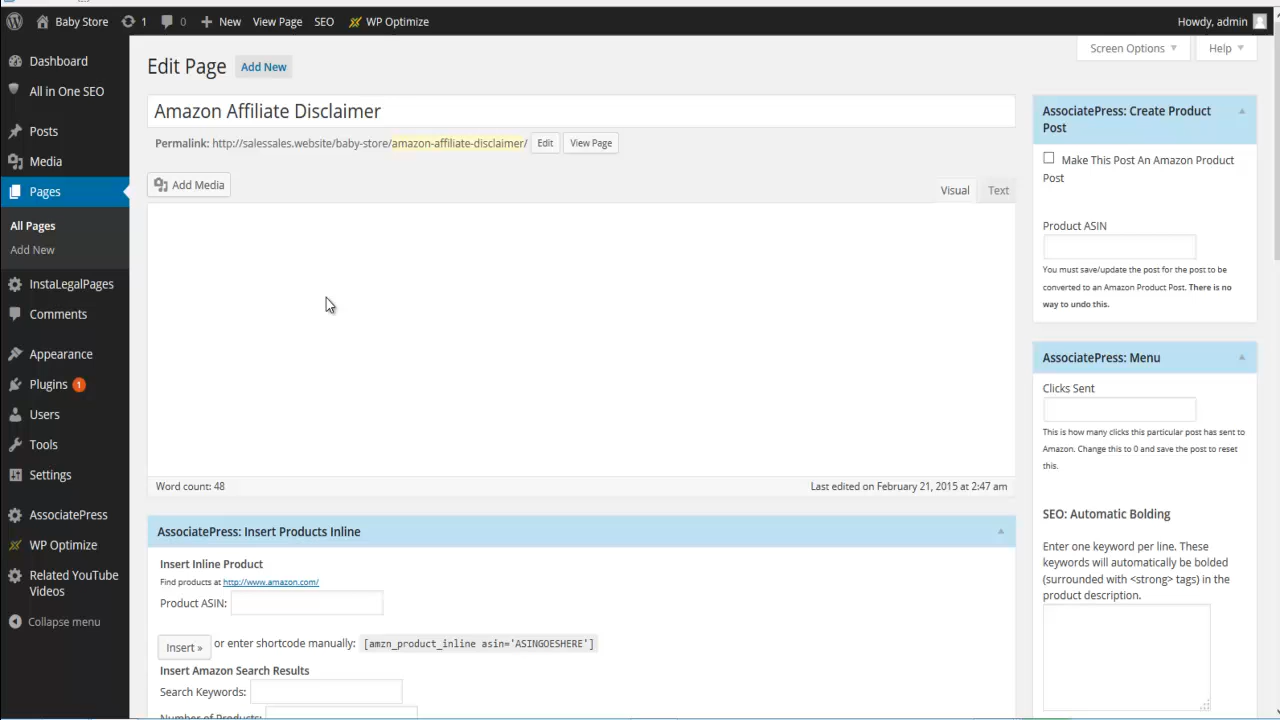 Baby Store 1 0 New View Page SEO WP Optimize Howdy, admin
Screen Options Help
Dashboard
All in One SEO
Posts
Media
Pages
All Pages
Add New
InstaLegalPages
Comments
Appearance
Plugins 1
Users
Tools
Settings
AssociatePress
WP Optimize
Related YouTube
Videos
Collapse menu
Edit Page Add New
Amazon Affiliate Disclaimer
Permalink: http://salessales.website/baby-store/amazon-affiliate-disclaimer/ Edit View Page
Add Media Visual Text
Word count: 48 Last edited on February 21, 2015 at 2:47 am
AssociatePress: Insert Products Inline
Insert Inline Product
Find products at http://www.amazon.com/
Product ASIN:
Insert » or enter shortcode manually: [amzn_product_inline asin='ASINGOESHERE']
Insert Amazon Search Results
Search Keywords:
Number of Products:
AssociatePress: Create Product
Post
Make This Post An Amazon Product
Post
Product ASIN
You must save/update the post for the post to be
converted to an Amazon Product Post. There is no
way to undo this.
AssociatePress: Menu
Clicks Sent
This is how many clicks this particular post has sent to
Amazon. Change this to 0 and save the post to reset
this.
SEO: Automatic Bolding
Enter one keyword per line. These
keywords will automatically be bolded
(surrounded with <strong> tags) in the
product description.